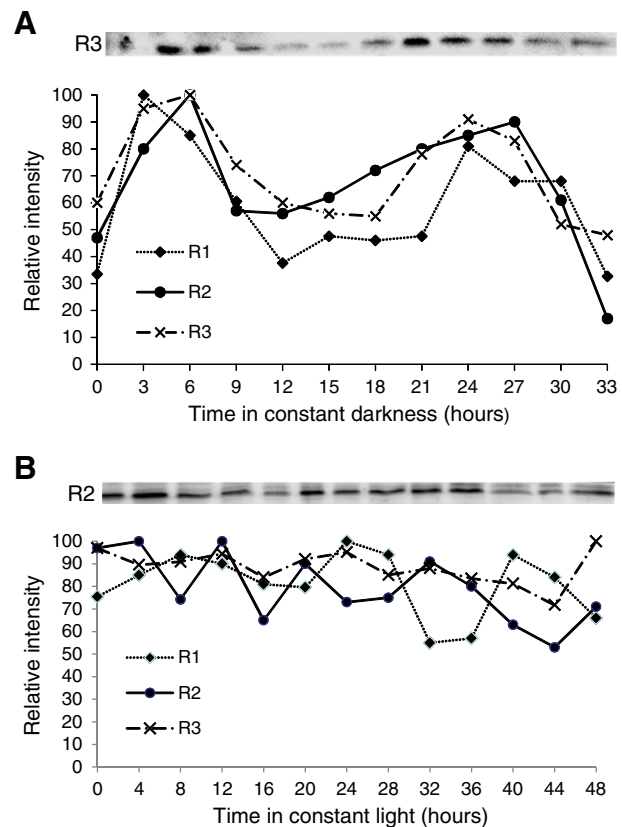 A
R3
100
90
80
70
60
50
40
30
20
10
0
Relative intensity
R1
R2
R3
0 3 6 9 12 15 18 21 24 27 30 33
Time in constant darkness (hours)
B
R2
100
90
80
70
60
50
40
30
20
10
0
Relative intensity
R1
R2
R3
0 4 8 12 16 20 24 28 32 36 40 44 48
Time in constant light (hours)